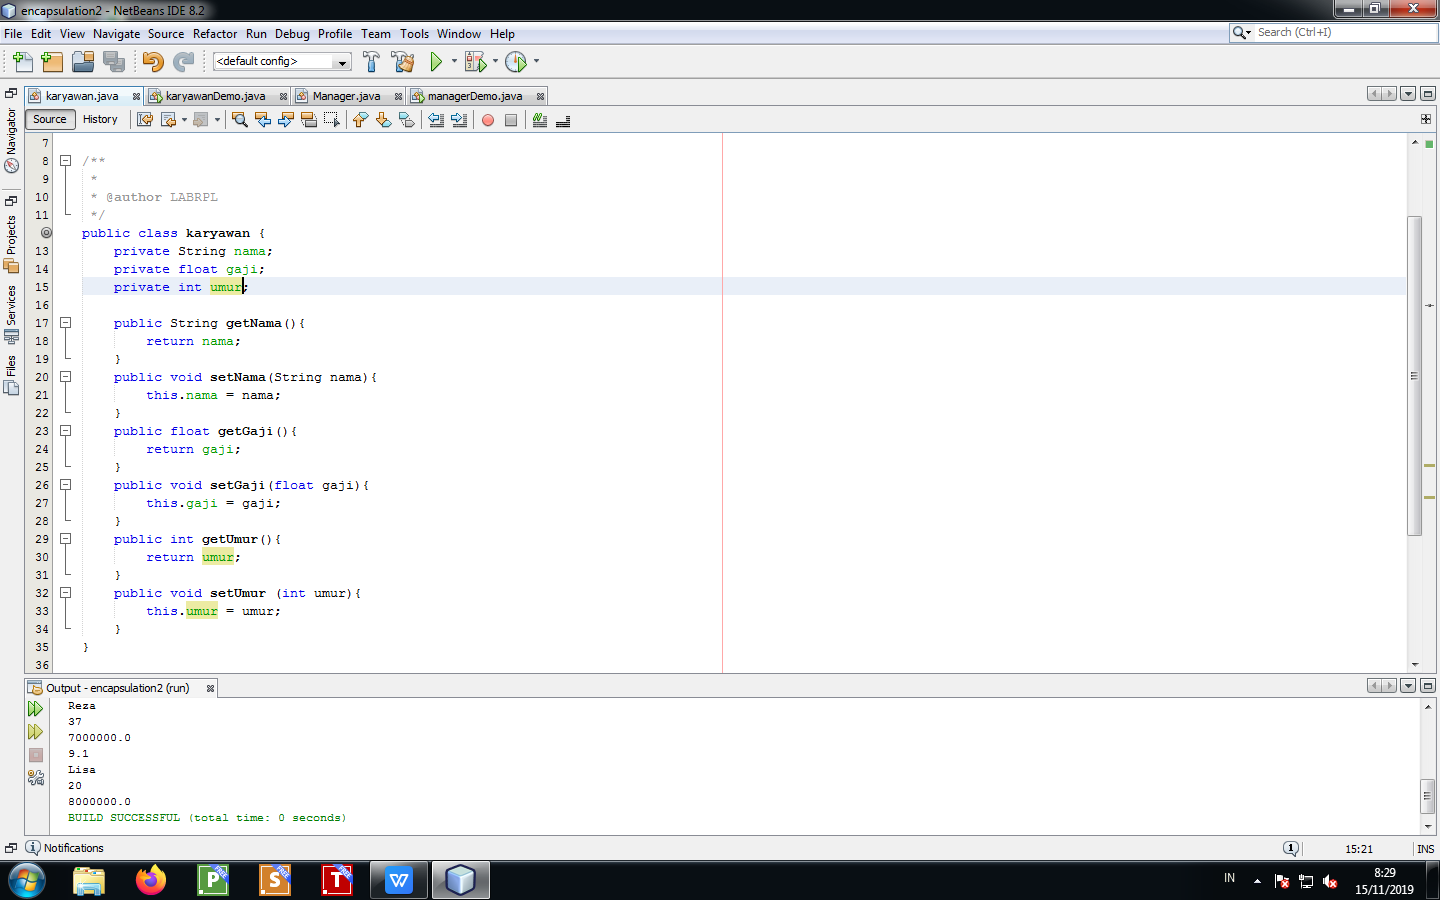 encapsulation2 - NetBeans IDE 8.2
File Edit View Navigate Source Refactor Run Debug Profile Team Tools Window Help
Search (Ctrl+I)
<default config>
karyawan.java karyawanDemo.java Manager.java managerDemo.java
Source History
Navigator
Projects
Services
Files
7
8 /**
9 *
10 * @author LABRPL
11 */
public class karyawan {
13 private String nama;
14 private float gaji;
15 private int umur;
16
17 public String getNama(){
18 return nama;
19 }
20 public void setNama(String nama){
21 this.nama = nama;
22 }
23 public float getGaji(){
24 return gaji;
25 }
26 public void setGaji(float gaji){
27 this.gaji = gaji;
28 }
29 public int getUmur(){
30 return umur;
31 }
32 public void setUmur (int umur){
33 this.umur = umur;
34 }
35 }
36
Output - encapsulation2 (run)
Reza
37
7000000.0
9.1
Lisa
20
8000000.0
BUILD SUCCESSFUL (total time: 0 seconds)
Notifications
1
15:21
INS
P FREE
S FREE
T FREE
W
IN
8:29
15/11/2019